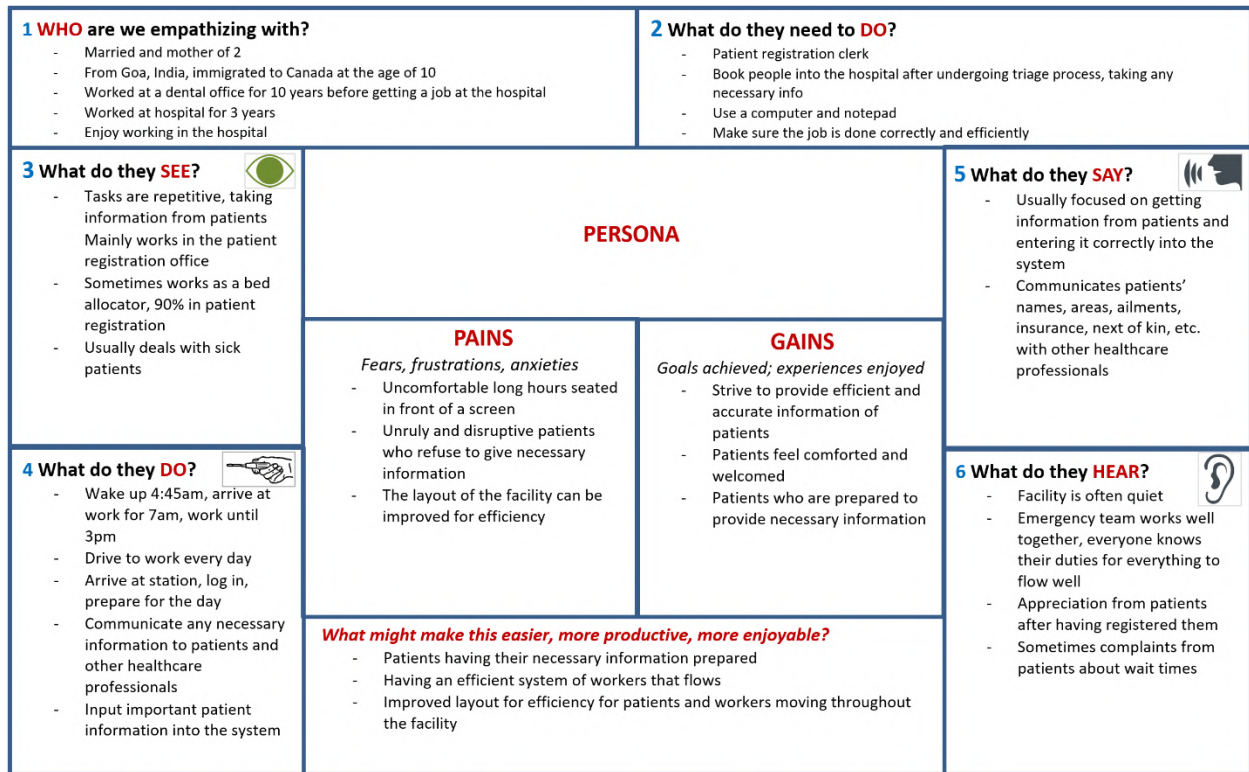 1 WHO are we empathizing with?
- Married and mother of 2
- From Goa, India, immigrated to Canada at the age of 10
- Worked at a dental office for 10 years before getting a job at the hospital
- Worked at hospital for 3 years
- Enjoy working in the hospital
2 What do they need to DO?
- Patient registration clerk
- Book people into the hospital after undergoing triage process, taking any
necessary info
- Use a computer and notepad
- Make sure the job is done correctly and efficiently
3 What do they SEE?
- Tasks are repetitive, taking
information from patients
Mainly works in the patient
registration office
- Sometimes works as a bed
allocator, 90% in patient
registration
- Usually deals with sick
patients
4 What do they DO?
- Wake up 4:45am, arrive at
work for 7am, work until
3pm
- Drive to work every day
- Arrive at station, log in,
prepare for the day
- Communicate any necessary
information to patients and
other healthcare
professionals
- Input important patient
information into the system
PERSONA
PAINS
Fears, frustrations, anxieties
- Uncomfortable long hours seated
in front of a screen
- Unruly and disruptive patients
who refuse to give necessary
information
- The layout of the facility can be
improved for efficiency
GAINS
Goals achieved; experiences enjoyed
- Strive to provide efficient and
accurate information of
patients
- Patients feel comforted and
welcomed
- Patients who are prepared to
provide necessary information
What might make this easier, more productive, more enjoyable?
- Patients having their necessary information prepared
- Having an efficient system of workers that flows
- Improved layout for efficiency for patients and workers moving throughout
the facility
5 What do they SAY?
- Usually focused on getting
information from patients and
entering it correctly into the
system
- Communicates patients'
names, areas, ailments,
insurance, next of kin, etc.
with other healthcare
professionals
6 What do they HEAR?
- Facility is often quiet
- Emergency team works well
together, everyone knows
their duties for everything to
flow well
- Appreciation from patients
after having registered them
- Sometimes complaints from
patients about wait times